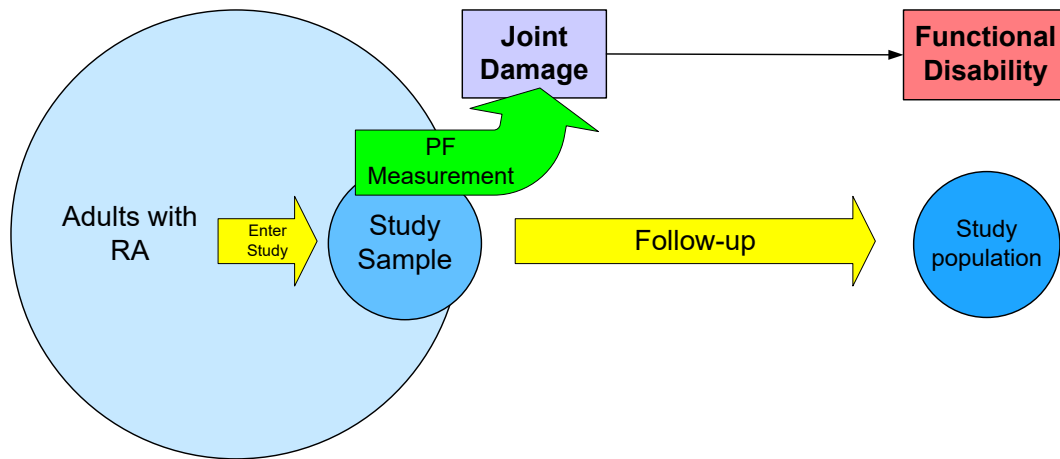 Joint
Damage
Functional
Disability
PF
Measurement
Adults with
RA
Enter
Study
Study
Sample
Follow-up
Study
population